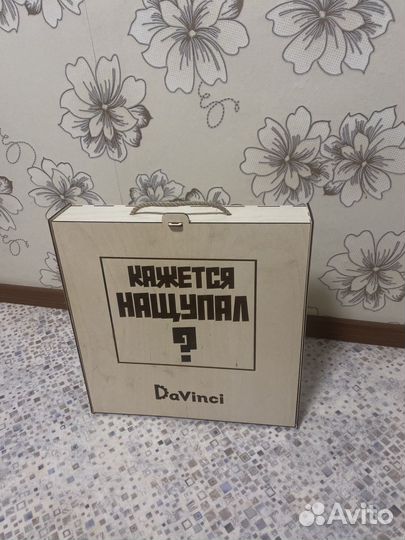 КАЖЕТСЯ
НАЩУПАЛ
?
DaVinci
Avito